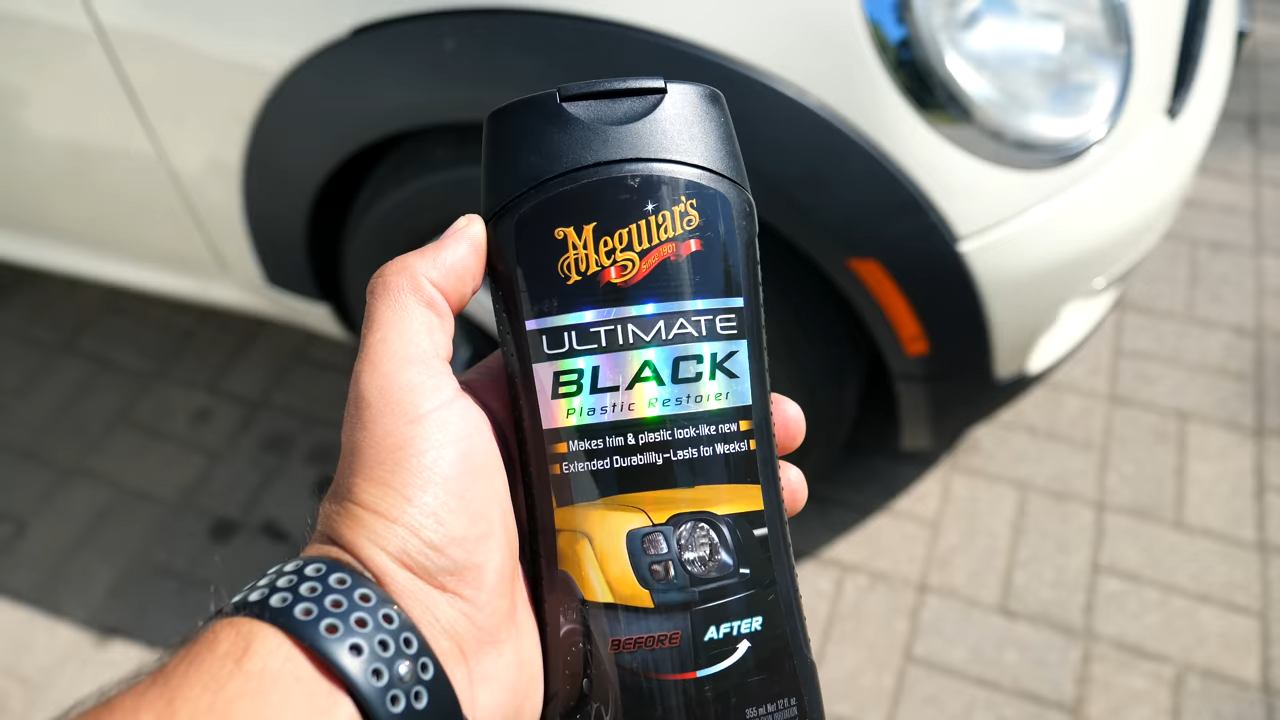 Meguiar's
Since 1901
ULTIMATE
BLACK
Plastic Restorer
Makes trim & plastic look-like new
Extended Durability–Lasts for Weeks!
BEFORE AFTER
355 ml. Net 12 fl. oz.